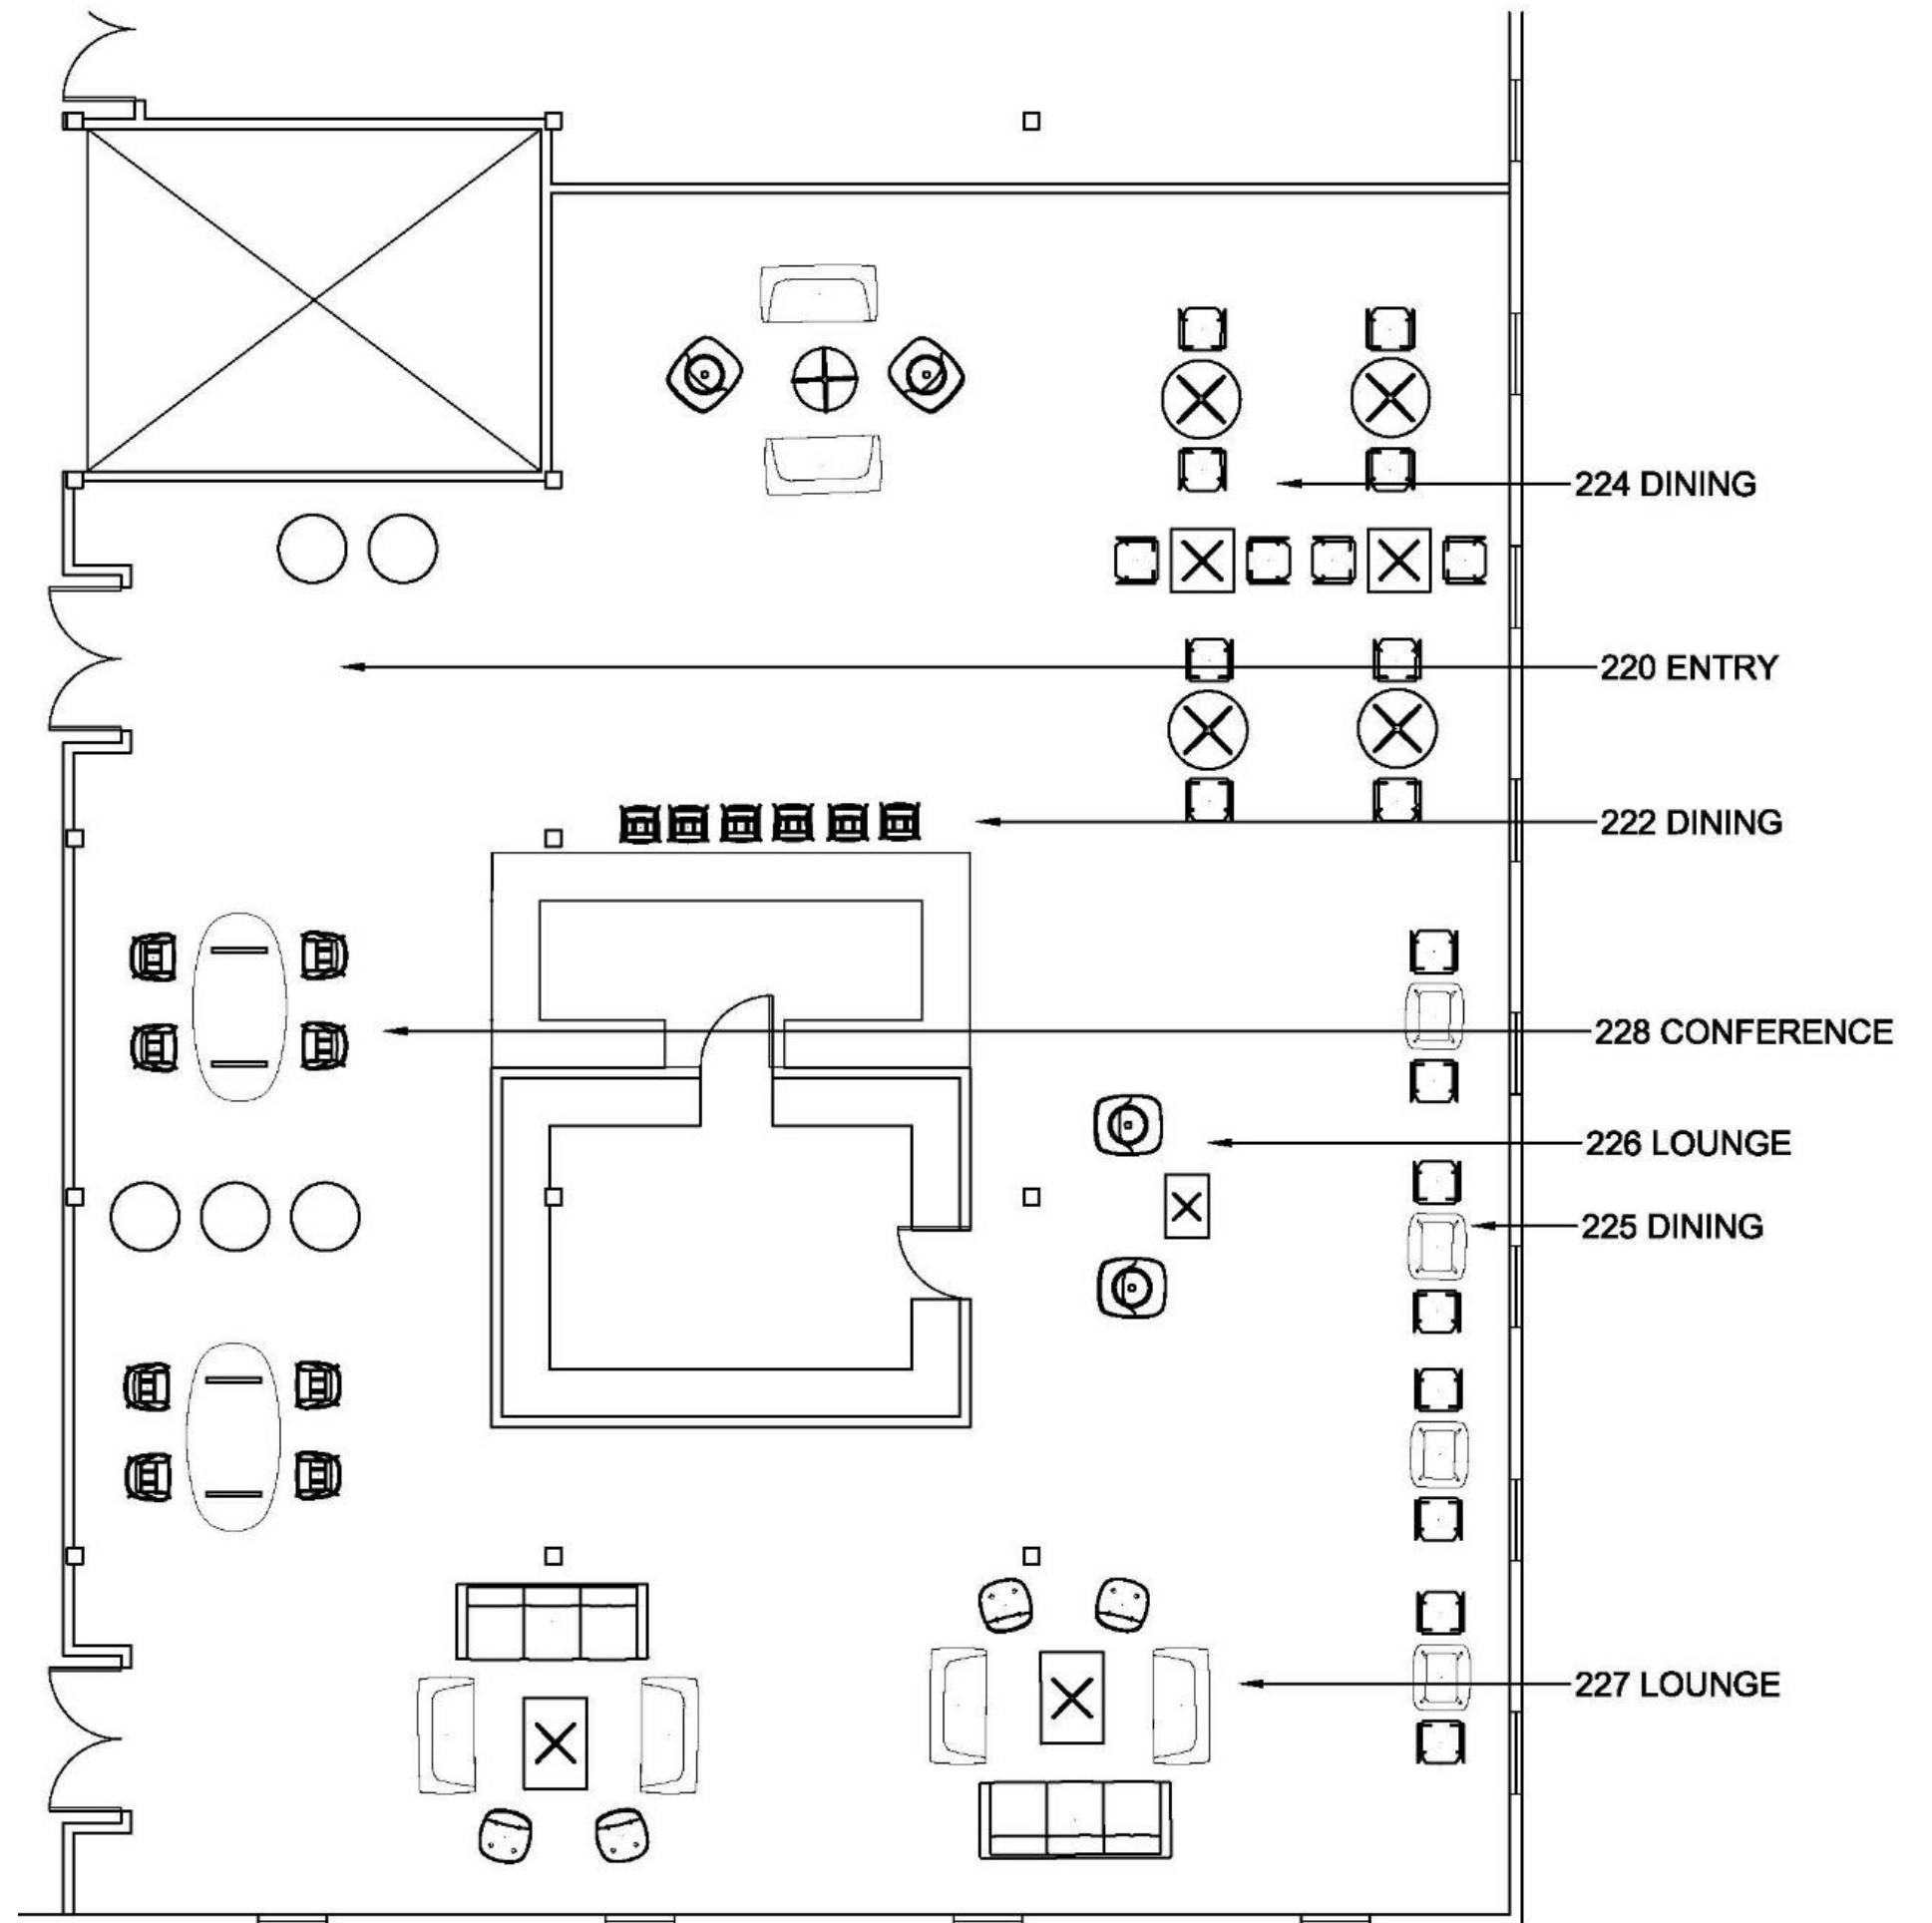 224 DINING
220 ENTRY
222 DINING
228 CONFERENCE
226 LOUNGE
225 DINING
227 LOUNGE